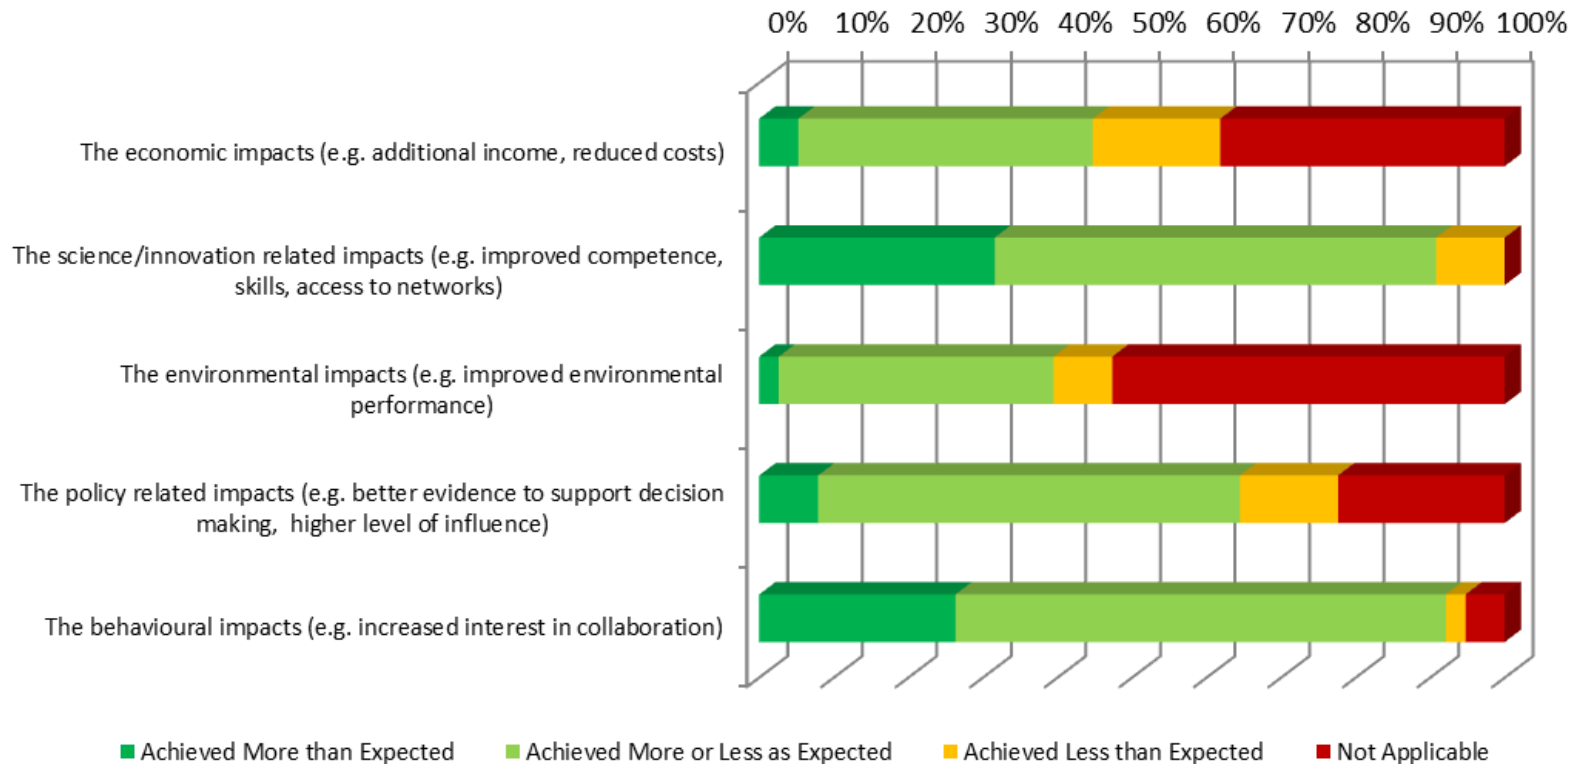 0% 10% 20% 30% 40% 50% 60% 70% 80% 90% 100%
The economic impacts (e.g. additional income, reduced costs)
The science/innovation related impacts (e.g. improved competence,
skills, access to networks)
The environmental impacts (e.g. improved environmental
performance)
The policy related impacts (e.g. better evidence to support decision
making,  higher level of influence)
The behavioural impacts (e.g. increased interest in collaboration)
Achieved More than Expected Achieved More or Less as Expected Achieved Less than Expected Not Applicable